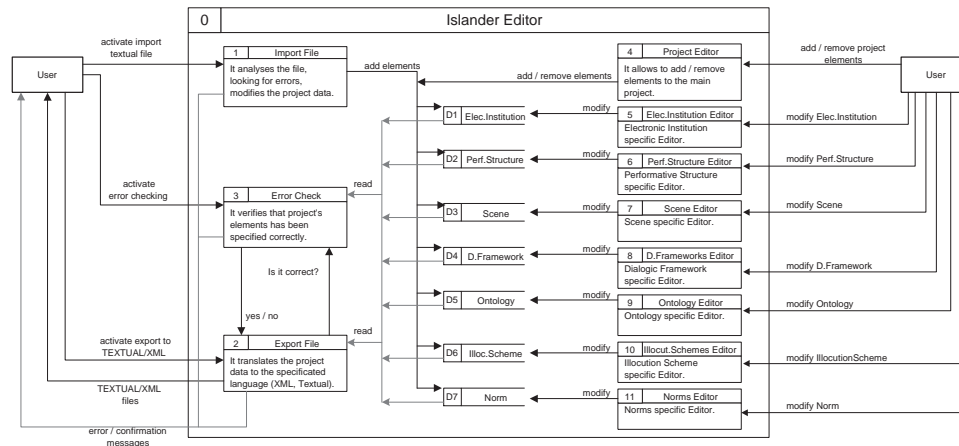 0 Islander Editor
activate import
textual file
User
1 Import File
It analyses the file,
looking for errors,
modifies the project data.
add elements
add / remove elements
4 Project Editor
It allows to add / remove
elements to the main
project.
add / remove project
elements
User
D1 Elec.Institution
modify
5 Elec.Institution Editor
Electronic Institution
specific Editor.
modify Elec.Institution
D2 Perf.Structure
modify
6 Perf.Structure Editor
Performative Structure
specific Editor.
modify Perf.Structure
activate
error checking
read
3 Error Check
It verifies that project's
elements has been
specified correctly.
D3 Scene
modify
7 Scene Editor
Scene specific Editor.
modify Scene
Is it correct?
D4 D.Framework
modify
8 D.Frameworks Editor
Dialogic Framework
specific Editor.
modify D.Framework
yes / no
D5 Ontology
modify
9 Ontology Editor
Ontology specific Editor.
modify Ontology
activate export to
TEXTUAL/XML
read
2 Export File
It translates the project
data to the specificated
language (XML, Textual).
D6 Illoc.Scheme
modify
10 Illocut.Schemes Editor
Illocution Scheme
specific Editor.
modify IllocutionScheme
TEXTUAL/XML
files
D7 Norm
modify
11 Norms Editor
Norms specific Editor.
modify Norm
error / confirmation
messages